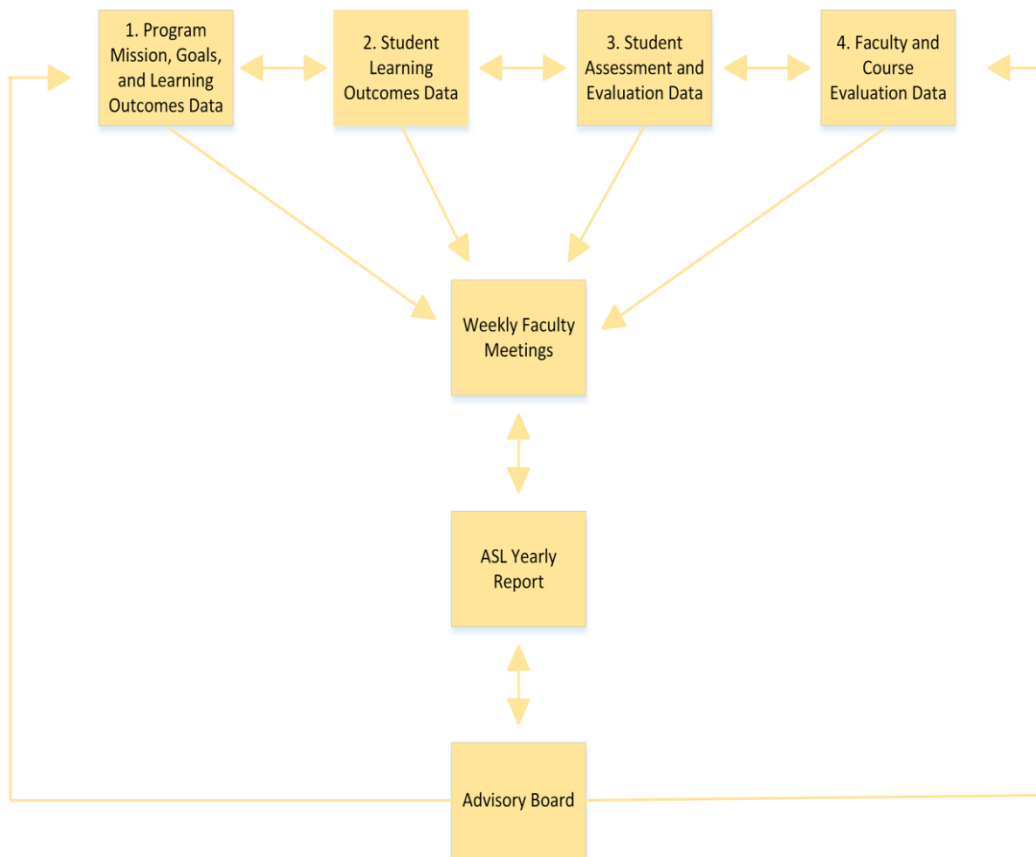 1. Program
Mission, Goals,
and Learning
Outcomes Data
2. Student
Learning
Outcomes Data
3. Student
Assessment and
Evaluation Data
4. Faculty and
Course
Evaluation Data
Weekly Faculty
Meetings
ASL Yearly
Report
Advisory Board